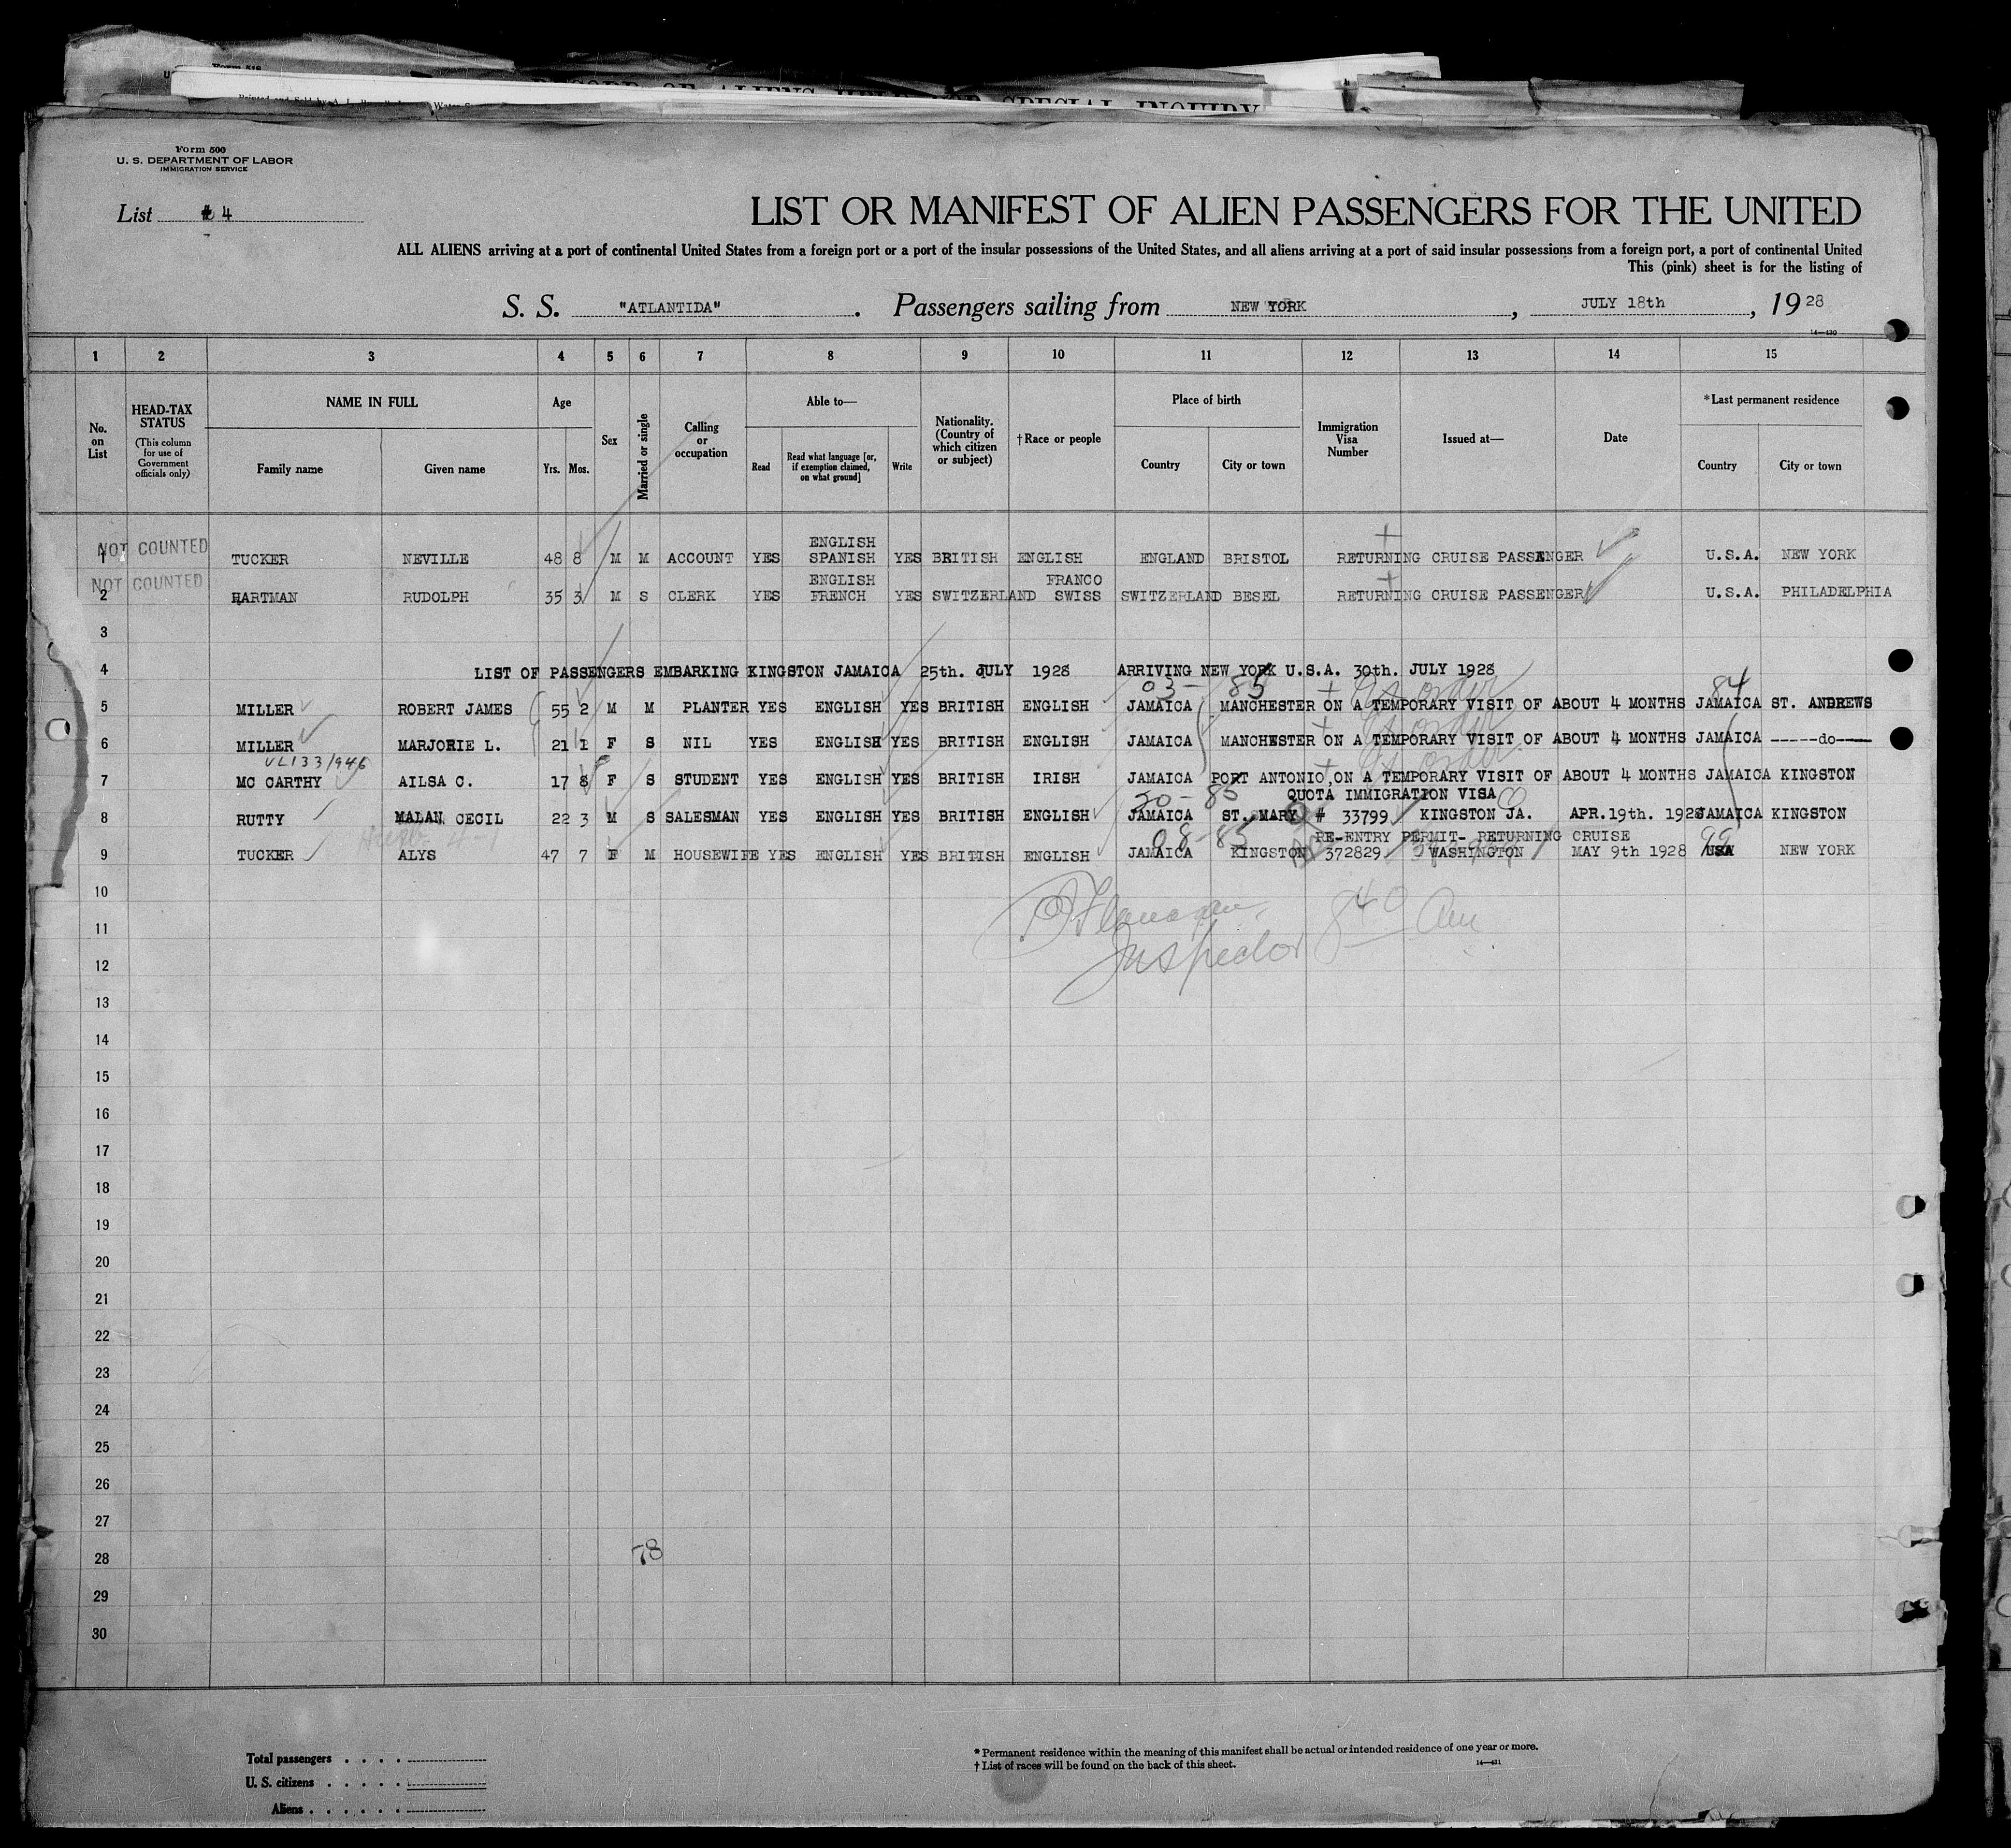 Form 500
U. S. DEPARTMENT OF LABOR
IMMIGRATION SERVICE
List # 4
LIST OR MANIFEST OF ALIEN PASSENGERS FOR THE UNITED
ALL ALIENS arriving at a port of continental United States from a foreign port or a port of the insular possessions of the United States, and all aliens arriving at a port of said insular possessions from a foreign port, a port of continental United
This (pink) sheet is for the listing of
S. S. "ATLANTIDA". Passengers sailing from NEW YORK, JULY 18th, 1928
14—430
1 2 3 4 5 6 7 8 9 10 11 12 13 14 15
No. on List
HEAD-TAX STATUS
(This column for use of Government officials only)
NAME IN FULL
Family name Given name
Age
Yrs. Mos.
Sex
Married or single
Calling or occupation
Able to—
Read
Read what language [or, if exemption claimed, on what ground]
Write
Nationality. (Country of which citizen or subject)
†Race or people
Place of birth
Country City or town
Immigration Visa Number
Issued at—
Date
*Last permanent residence
Country City or town
ENGLISH
1 NOT COUNTED TUCKER NEVILLE 48 8 M M ACCOUNT YES SPANISH YES BRITISH ENGLISH ENGLAND BRISTOL RETURNING CRUISE PASSENGER U.S.A. NEW YORK
NOT COUNTED ENGLISH FRANCO
2 HARTMAN RUDOLPH 35 3 M S CLERK YES FRENCH YES SWITZERLAND SWISS SWITZERLAND BESEL RETURNING CRUISE PASSENGER U.S.A. PHILADELPHIA
3
4 LIST OF PASSENGERS EMBARKING KINGSTON JAMAICA 25th. JULY 1928 ARRIVING NEW YORK U.S.A. 30th. JULY 1928
03- 85 84
5 MILLER ROBERT JAMES 55 2 M M PLANTER YES ENGLISH YES BRITISH ENGLISH JAMAICA MANCHESTER ON A TEMPORARY VISIT OF ABOUT 4 MONTHS JAMAICA ST. ANDREWS
6 MILLER MARJORIE L. 21 1 F S NIL YES ENGLISH YES BRITISH ENGLISH JAMAICA MANCHESTER ON A TEMPORARY VISIT OF ABOUT 4 MONTHS JAMAICA -----do-----
VL133/946
7 MC CARTHY AILSA C. 17 8 F S STUDENT YES ENGLISH YES BRITISH IRISH JAMAICA PORT ANTONIO ON A TEMPORARY VISIT OF ABOUT 4 MONTHS JAMAICA KINGSTON
20- 85 QUOTA IMMIGRATION VISA
8 RUTTY MALAN CECIL 22 3 M S SALESMAN YES ENGLISH YES BRITISH ENGLISH JAMAICA ST. MARY # 33799 KINGSTON JA. APR.19th. 1928 JAMAICA KINGSTON
08-85 RE-ENTRY PERMIT- RETURNING CRUISE 99
9 TUCKER ALYS 47 7 F M HOUSEWIFE YES ENGLISH YES BRITISH ENGLISH JAMAICA KINGSTON 372829 WASHINGTON MAY 9th 1928 USA NEW YORK
10
11
Inspector 8 40 Am
12
13
14
15
16
17
18
19
20
21
22
23
24
25
26
27
28 78
29
30
Total passengers
U. S. citizens
Aliens
* Permanent residence within the meaning of this manifest shall be actual or intended residence of one year or more.
† List of races will be found on the back of this sheet.
14—431